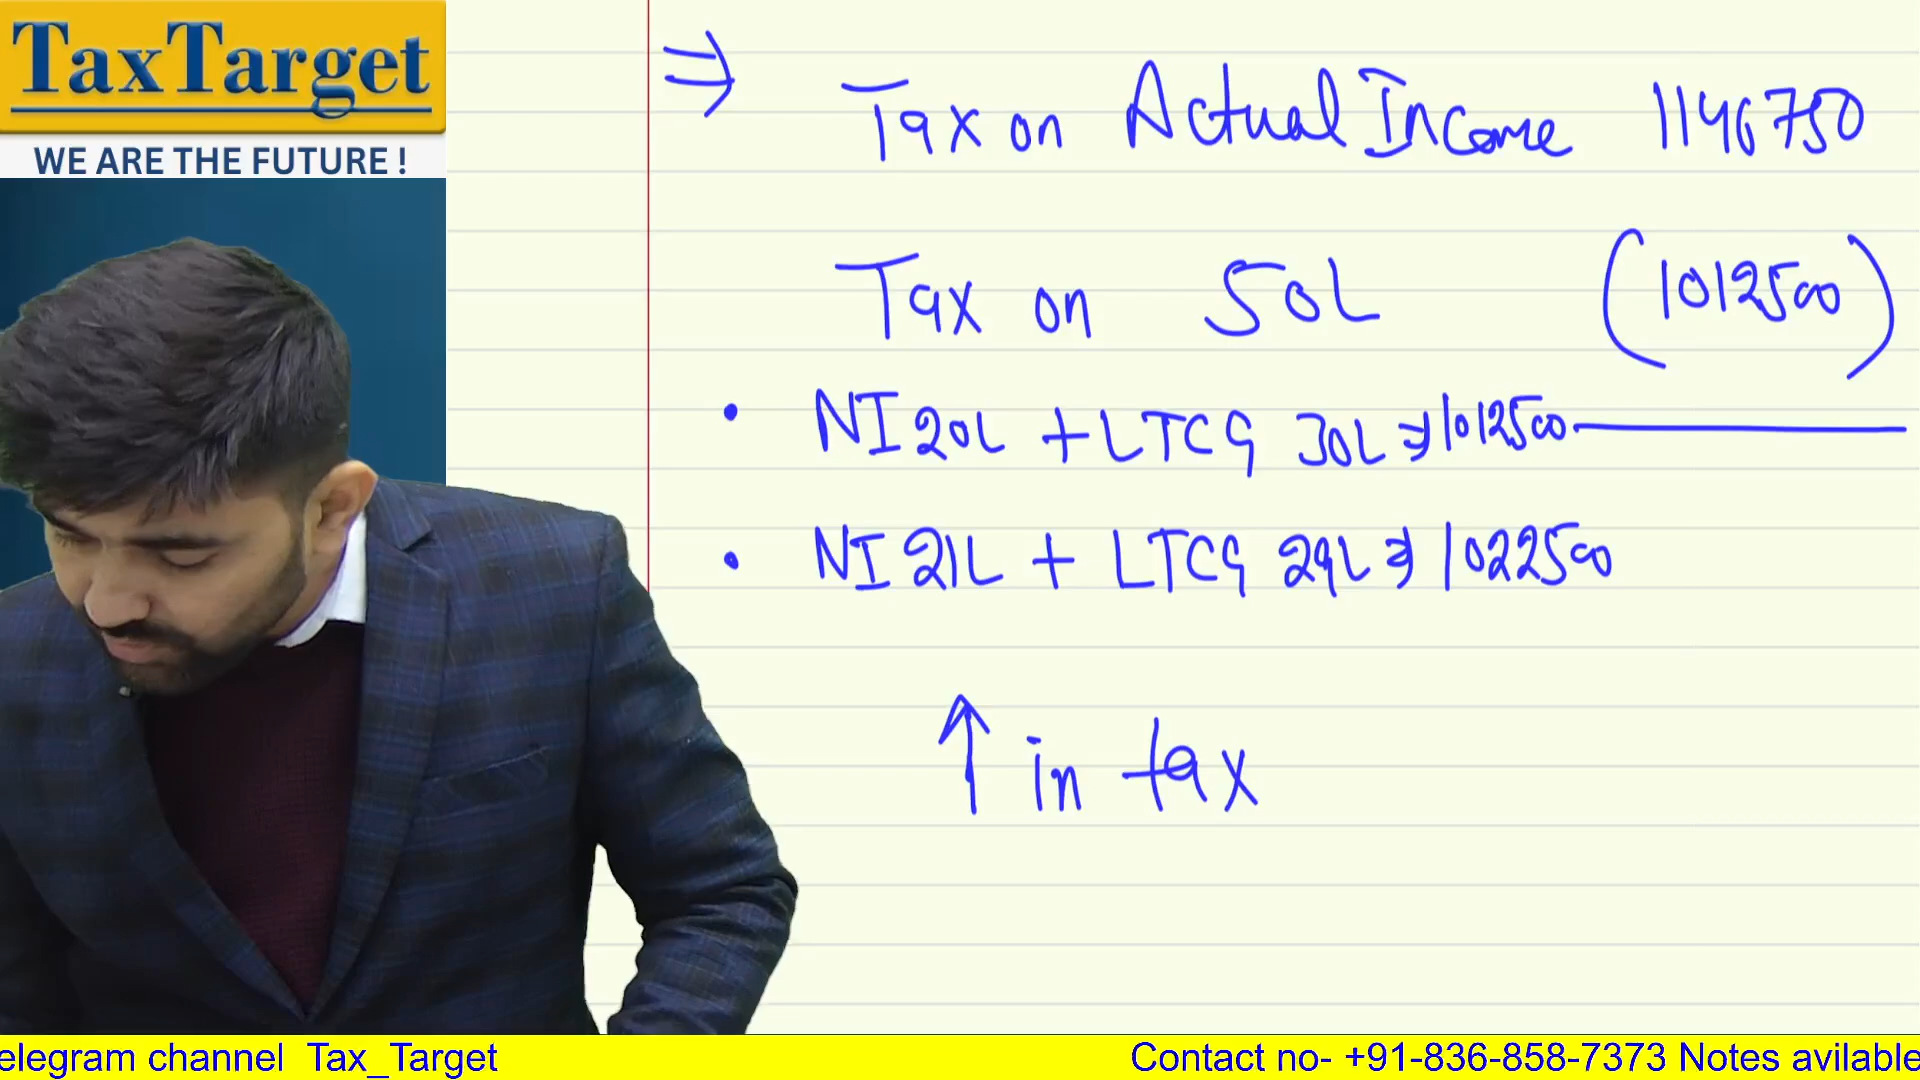 TaxTarget
WE ARE THE FUTURE !
⇒ Tax on Actual Income 1146750
Tax on 50L (1012500)
• NI 20L + LTCG 30L ⇒ 1012500
• NI 21L + LTCG 29L ⇒ 1022500
↑ in tax
elegram channel Tax_Target
Contact no- +91-836-858-7373 Notes avilable